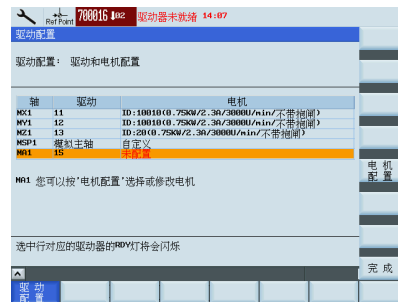 Ref Point 700016 ↓02 驱动器未就绪 14:07
驱动配置
驱动配置: 驱动和电机配置
轴 驱动 电机
MX1 11 ID:10010(0.75KW/2.3A/3000U/min/不带抱闸)
MY1 12 ID:10010(0.75KW/2.3A/3000U/min/不带抱闸)
MZ1 13 ID:20(0.75KW/2.3A/3000U/min/不带抱闸)
MSP1 模拟主轴 自定义
MA1 15 未配置
电机配置
MA1 您可以按"电机配置"选择或修改电机
选中行对应的驱动器的RDY灯将会闪烁
完成
驱动配置